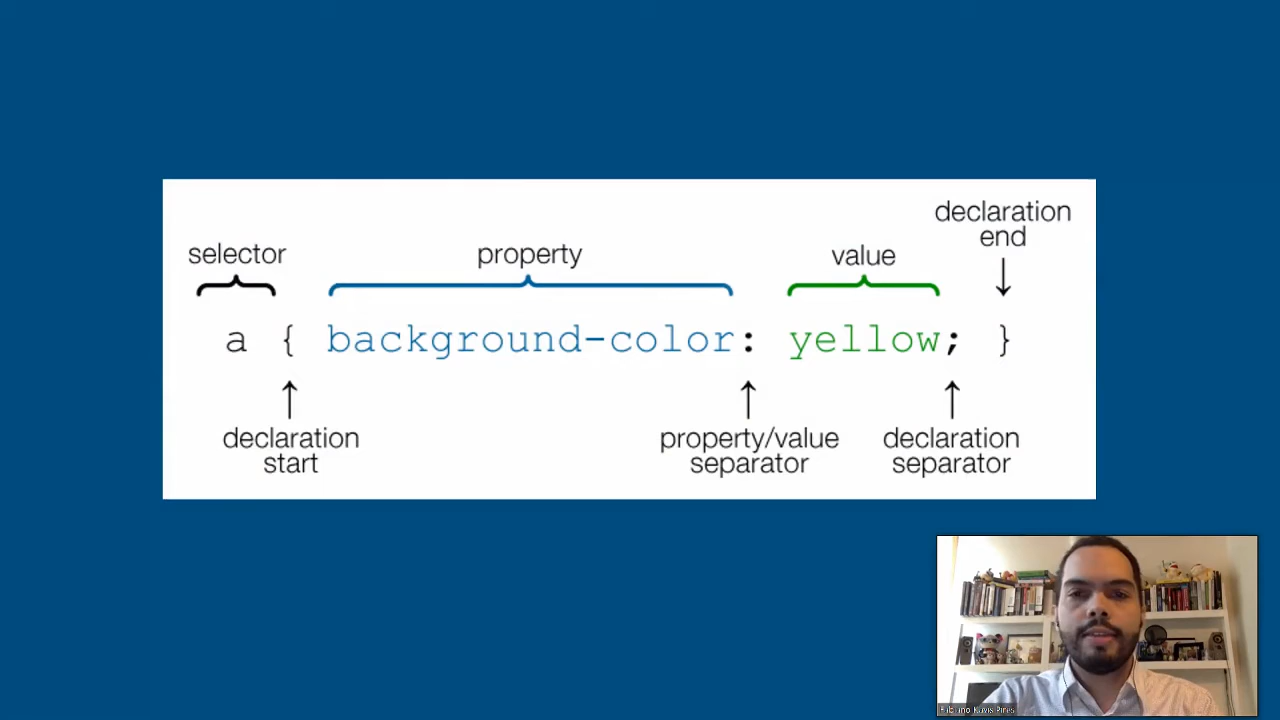 declaration
end
selector
property
value
a { background-color: yellow; }
declaration
start
property/value
separator
declaration
separator